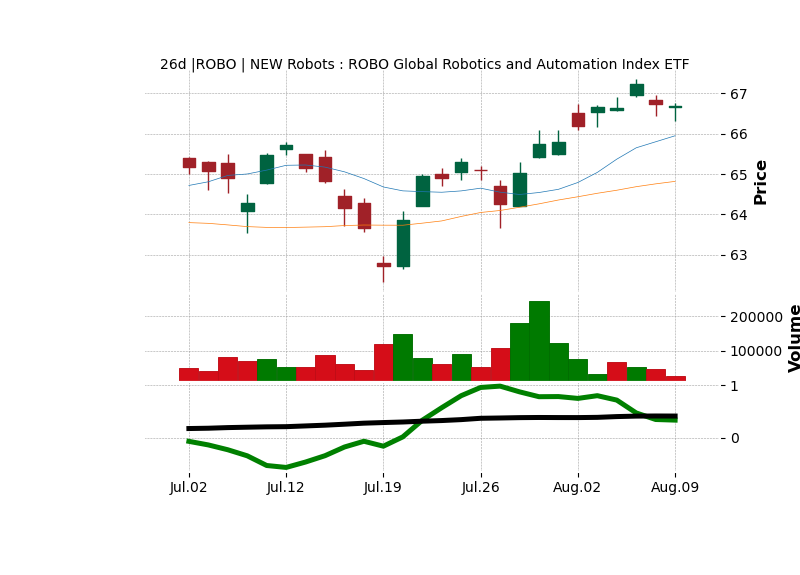 26d |ROBO | NEW Robots : ROBO Global Robotics and Automation Index ETF
67
66
65
64
63
Price
200000
100000
Volume
1
0
Jul.02 Jul.12 Jul.19 Jul.26 Aug.02 Aug.09